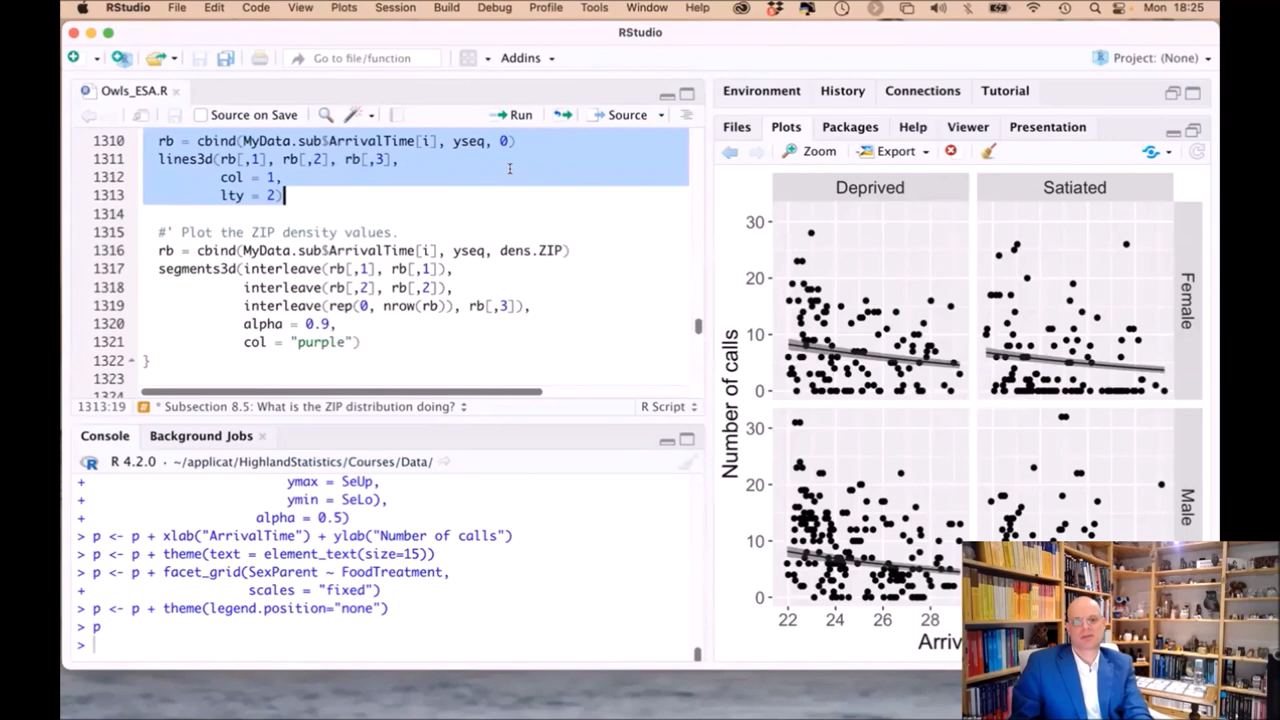 RStudio File Edit Code View Plots Session Build Debug Profile Tools Window Help Mon 18:25
RStudio
Go to file/function Addins Project: (None)
Owls_ESA.R
Source on Save Run Source
1310 rb = cbind(MyData.sub$ArrivalTime[i], yseq, 0)
1311 lines3d(rb[,1], rb[,2], rb[,3],
1312 col = 1,
1313 lty = 2)
1314
1315 #' Plot the ZIP density values.
1316 rb = cbind(MyData.sub$ArrivalTime[i], yseq, dens.ZIP)
1317 segments3d(interleave(rb[,1], rb[,1]),
1318 interleave(rb[,2], rb[,2]),
1319 interleave(rep(0, nrow(rb)), rb[,3]),
1320 alpha = 0.9,
1321 col = "purple")
1322 }
1323
1324
1313:19 * Subsection 8.5: What is the ZIP distribution doing? R Script
Console Background Jobs
R 4.2.0 · ~/applicat/HighlandStatistics/Courses/Data/
+ ymax = SeUp,
+ ymin = SeLo),
+ alpha = 0.5)
> p <- p + xlab("ArrivalTime") + ylab("Number of calls")
> p <- p + theme(text = element_text(size=15))
> p <- p + facet_grid(SexParent ~ FoodTreatment,
+ scales = "fixed")
> p <- p + theme(legend.position="none")
> p
>
Environment History Connections Tutorial
Files Plots Packages Help Viewer Presentation
Zoom Export
Deprived Satiated
30
20
10
0
Female
Number of calls
30
20
10
0
Male
22 24 26 28
Arriv